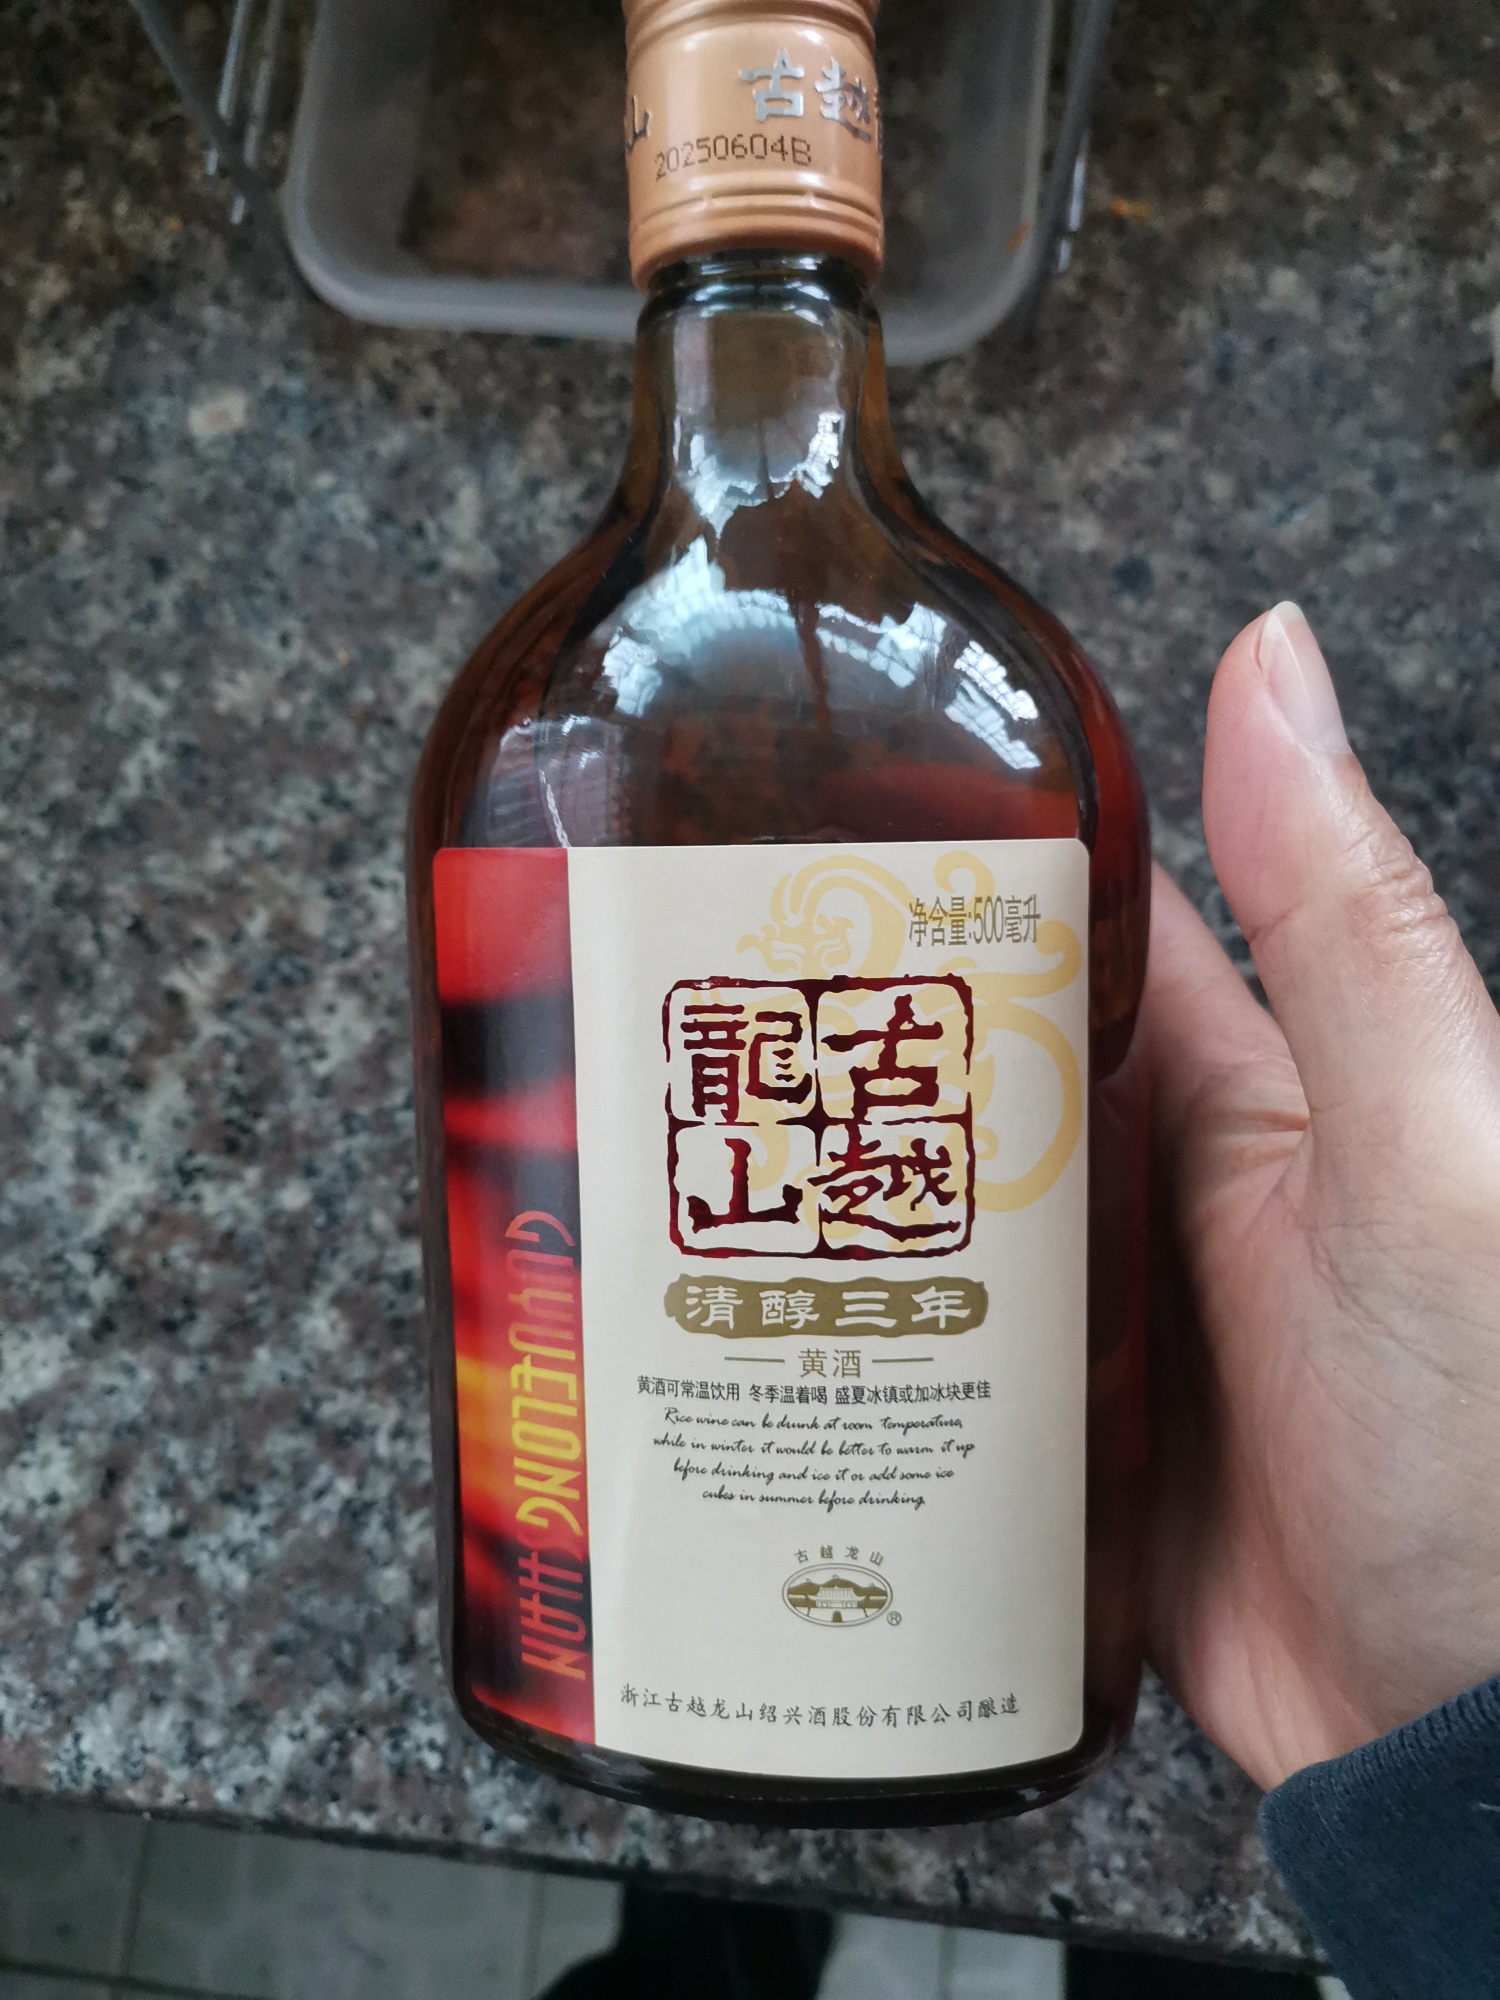 山 古越
20250604B
净含量:500毫升
古越
龍山
清醇三年
黄酒
黄酒可常温饮用 冬季温着喝 盛夏冰镇或加冰块更佳
Rice wine can be drunk at room temperature,
while in winter it would be better to warm it up
before drinking and ice it or add some ice
cubes in summer before drinking.
古越龙山
®
浙江古越龙山绍兴酒股份有限公司酿造
GUYUELONGSHAN